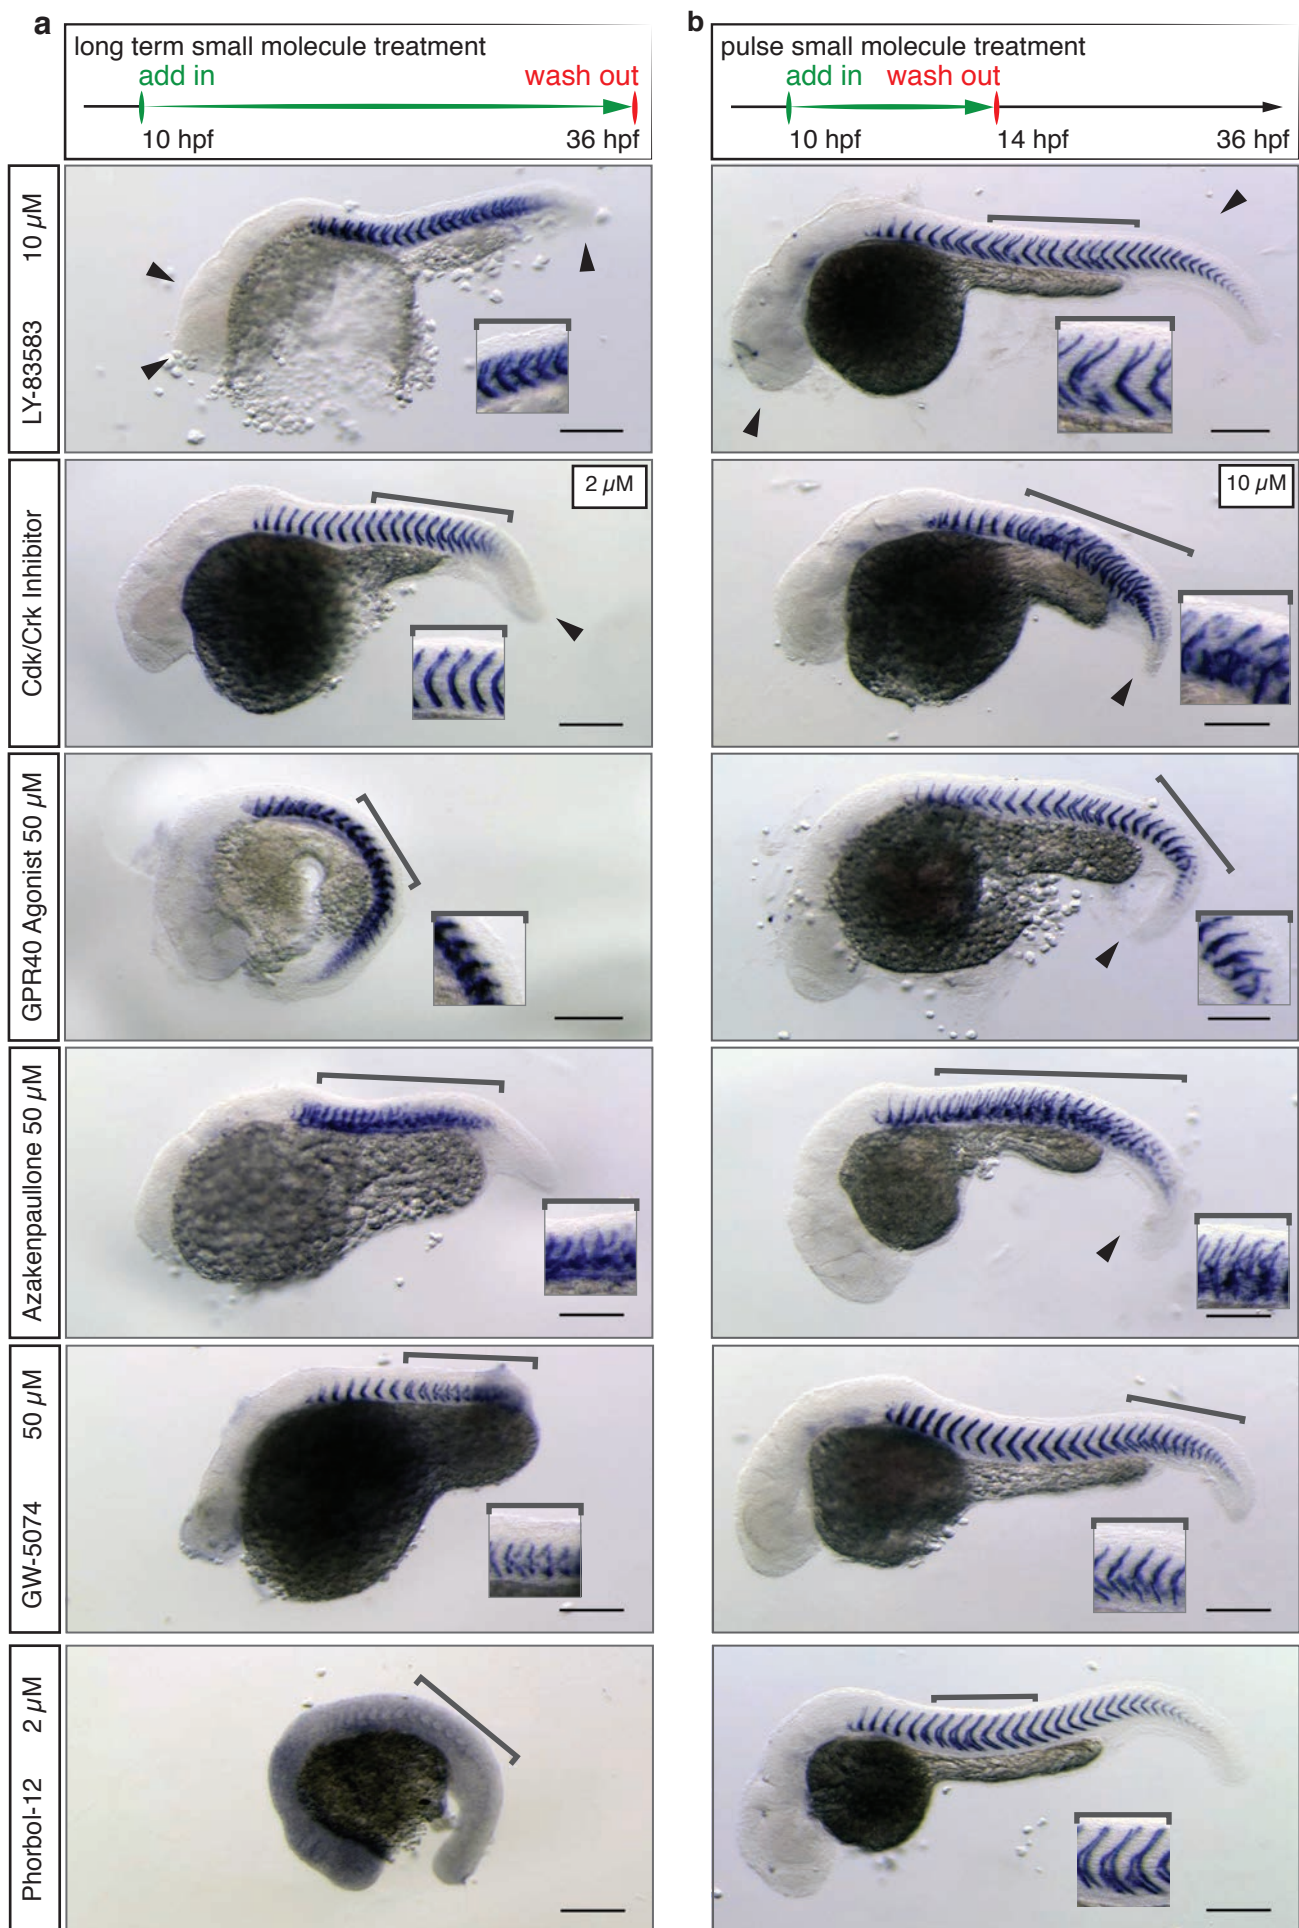 a
long term small molecule treatment
add in
wash out
10 hpf
36 hpf
b
pulse small molecule treatment
add in
wash out
10 hpf
14 hpf
36 hpf
LY-83583 10 µM
Cdk/Crk Inhibitor
2 µM
10 µM
GPR40 Agonist 50 µM
Azakenpaullone 50 µM
GW-5074 50 µM
Phorbol-12 2 µM